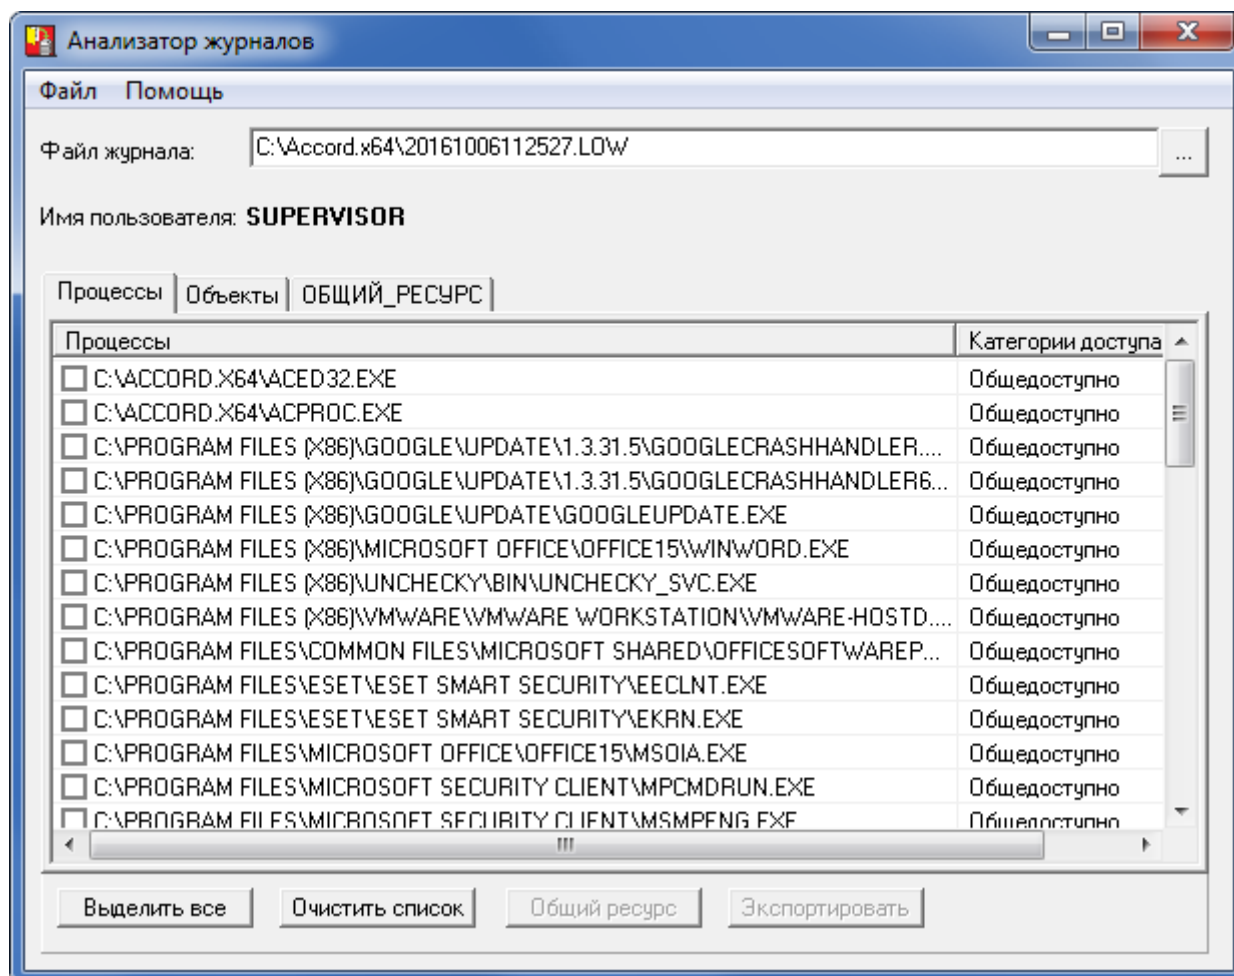 Анализатор журналов
Файл Помощь
Файл журнала: C:\Accord.x64\20161006112527.LOW ...
Имя пользователя: SUPERVISOR
Процессы Объекты ОБЩИЙ_РЕСУРС
Процессы Категории доступа
C:\ACCORD.X64\ACED32.EXE Общедоступно
C:\ACCORD.X64\ACPROC.EXE Общедоступно
C:\PROGRAM FILES (X86)\GOOGLE\UPDATE\1.3.31.5\GOOGLECRASHHANDLER.... Общедоступно
C:\PROGRAM FILES (X86)\GOOGLE\UPDATE\1.3.31.5\GOOGLECRASHHANDLER6... Общедоступно
C:\PROGRAM FILES (X86)\GOOGLE\UPDATE\GOOGLEUPDATE.EXE Общедоступно
C:\PROGRAM FILES (X86)\MICROSOFT OFFICE\OFFICE15\WINWORD.EXE Общедоступно
C:\PROGRAM FILES (X86)\UNCHECKY\BIN\UNCHECKY_SVC.EXE Общедоступно
C:\PROGRAM FILES (X86)\VMWARE\VMWARE WORKSTATION\VMWARE-HOSTD.... Общедоступно
C:\PROGRAM FILES\COMMON FILES\MICROSOFT SHARED\OFFICESOFTWAREP... Общедоступно
C:\PROGRAM FILES\ESET\ESET SMART SECURITY\EECLNT.EXE Общедоступно
C:\PROGRAM FILES\ESET\ESET SMART SECURITY\EKRN.EXE Общедоступно
C:\PROGRAM FILES\MICROSOFT OFFICE\OFFICE15\MSOIA.EXE Общедоступно
C:\PROGRAM FILES\MICROSOFT SECURITY CLIENT\MPCMDRUN.EXE Общедоступно
C:\PROGRAM FILES\MICROSOFT SECURITY CLIENT\MSMPENG.EXE Общедоступно
Выделить все Очистить список Общий ресурс Экспортировать